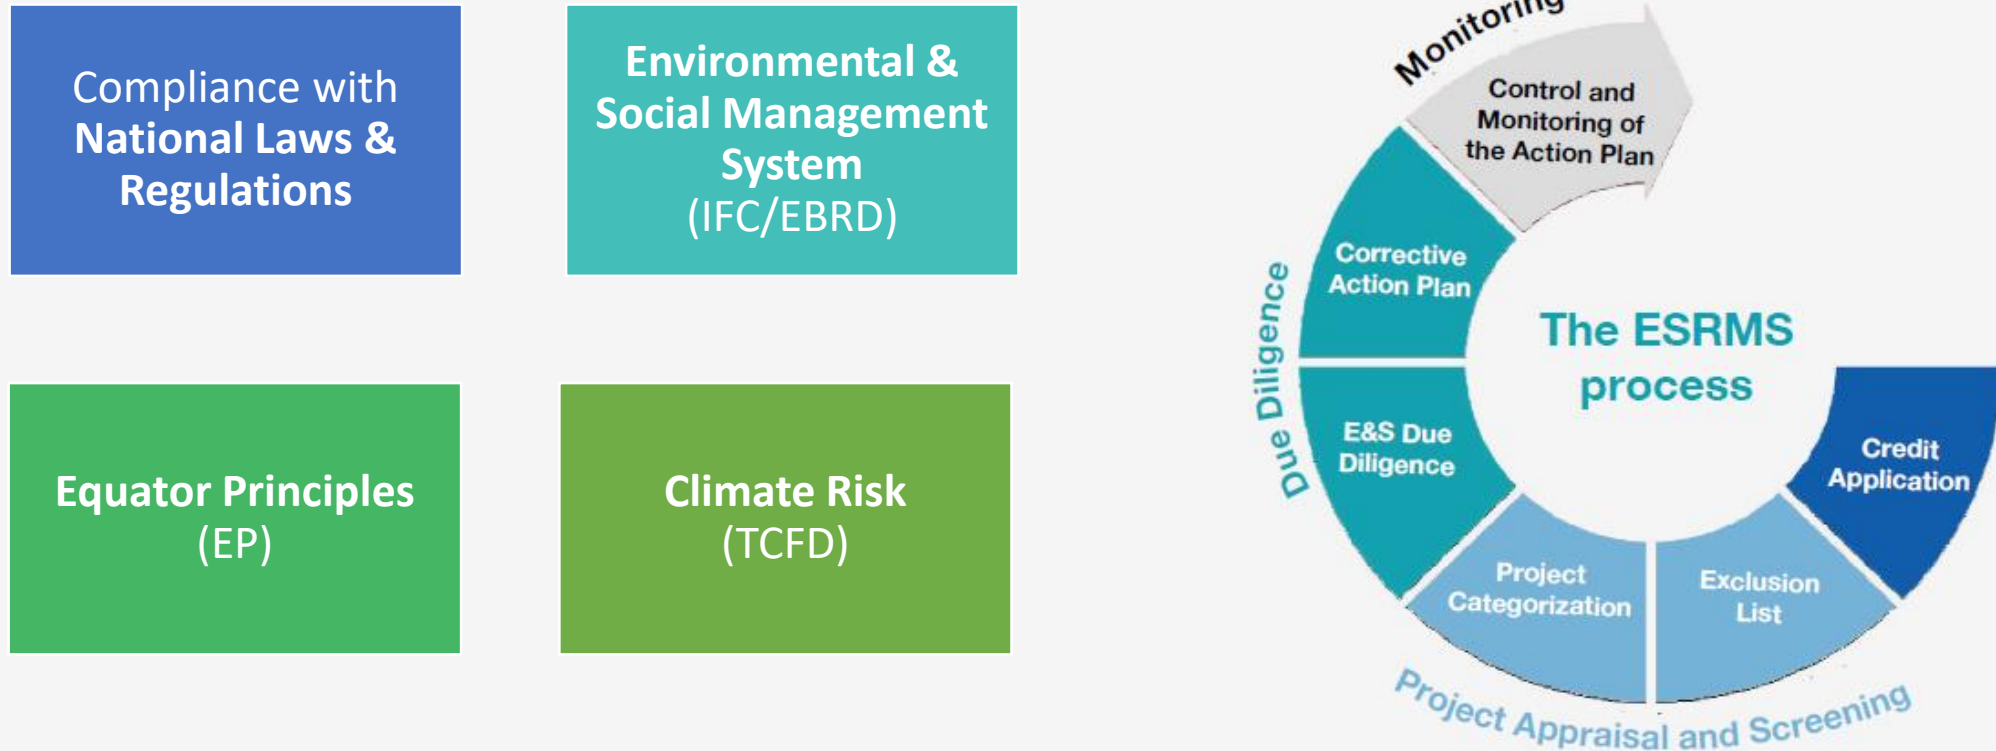 Compliance with
National Laws &
Regulations
Environmental &
Social Management
System
(IFC/EBRD)
Equator Principles
(EP)
Climate Risk
(TCFD)
Monitoring
Control and
Monitoring of
the Action Plan
Corrective
Action Plan
Due Diligence
E&S Due
Diligence
The ESRMS
process
Credit
Application
Project
Categorization
Exclusion
List
Project Appraisal and Screening